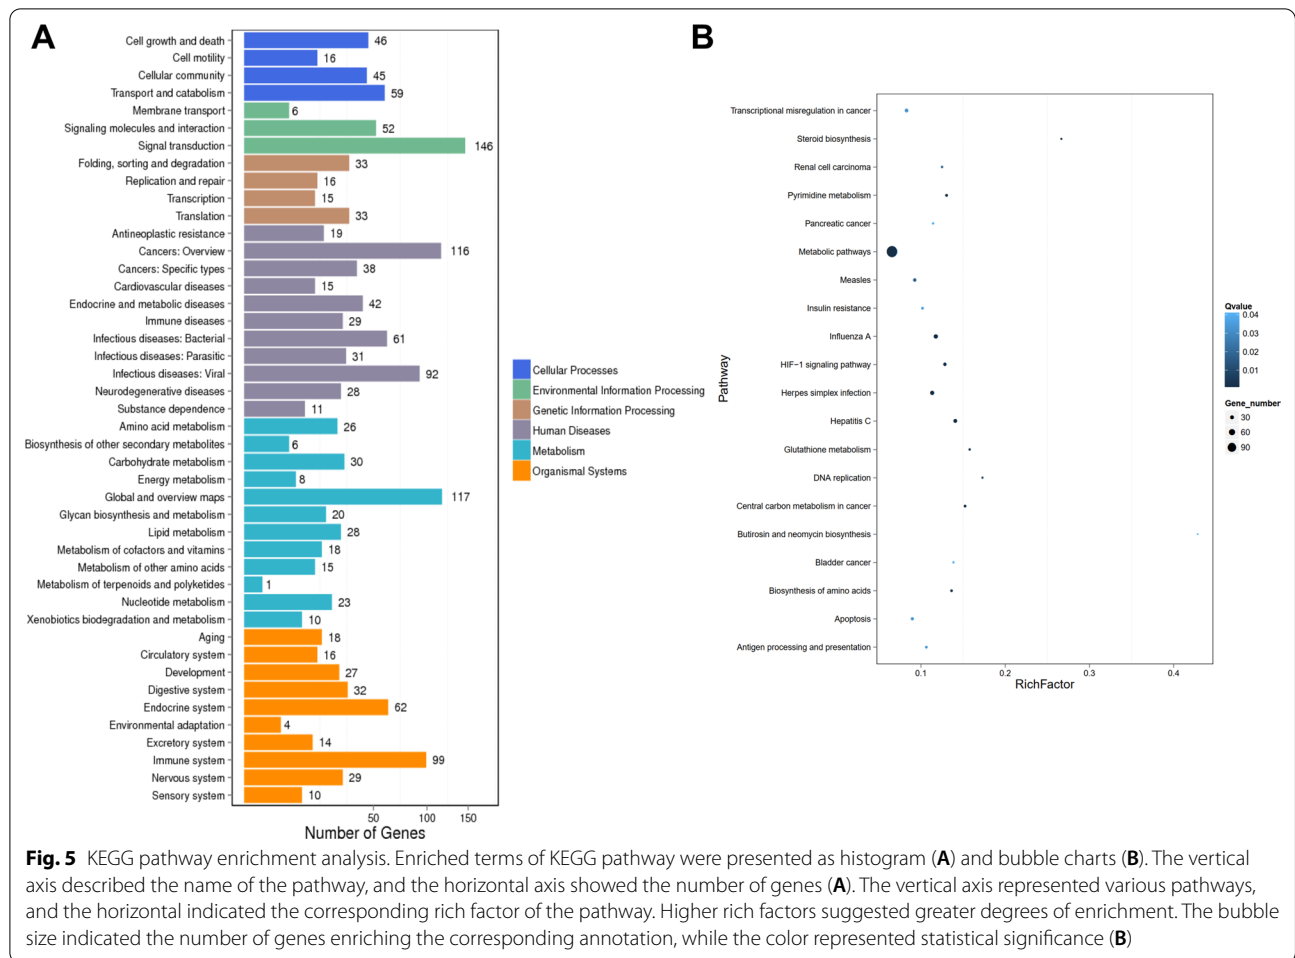 A
Cell growth and death 46
Cell motility 16
Cellular community 45
Transport and catabolism 59
Membrane transport 6
Signaling molecules and interaction 52
Signal transduction 146
Folding, sorting and degradation 33
Replication and repair 16
Transcription 15
Translation 33
Antineoplastic resistance 19
Cancers: Overview 116
Cancers: Specific types 38
Cardiovascular diseases 15
Endocrine and metabolic diseases 42
Immune diseases 29
Infectious diseases: Bacterial 61
Infectious diseases: Parasitic 31
Infectious diseases: Viral 92
Neurodegenerative diseases 28
Substance dependence 11
Amino acid metabolism 26
Biosynthesis of other secondary metabolites 6
Carbohydrate metabolism 30
Energy metabolism 8
Global and overview maps 117
Glycan biosynthesis and metabolism 20
Lipid metabolism 28
Metabolism of cofactors and vitamins 18
Metabolism of other amino acids 15
Metabolism of terpenoids and polyketides 1
Nucleotide metabolism 23
Xenobiotics biodegradation and metabolism 10
Aging 18
Circulatory system 16
Development 27
Digestive system 32
Endocrine system 62
Environmental adaptation 4
Excretory system 14
Immune system 99
Nervous system 29
Sensory system 10
50 100 150
Number of Genes
Cellular Processes
Environmental Information Processing
Genetic Information Processing
Human Diseases
Metabolism
Organismal Systems
B
Pathway
Transcriptional misregulation in cancer
Steroid biosynthesis
Renal cell carcinoma
Pyrimidine metabolism
Pancreatic cancer
Metabolic pathways
Measles
Insulin resistance
Influenza A
HIF−1 signaling pathway
Herpes simplex infection
Hepatitis C
Glutathione metabolism
DNA replication
Central carbon metabolism in cancer
Butirosin and neomycin biosynthesis
Bladder cancer
Biosynthesis of amino acids
Apoptosis
Antigen processing and presentation
0.1 0.2 0.3 0.4
RichFactor
Qvalue
0.04
0.03
0.02
0.01
Gene_number
30
60
90
Fig. 5 KEGG pathway enrichment analysis. Enriched terms of KEGG pathway were presented as histogram (A) and bubble charts (B). The vertical
axis described the name of the pathway, and the horizontal axis showed the number of genes (A). The vertical axis represented various pathways,
and the horizontal indicated the corresponding rich factor of the pathway. Higher rich factors suggested greater degrees of enrichment. The bubble
size indicated the number of genes enriching the corresponding annotation, while the color represented statistical significance (B)